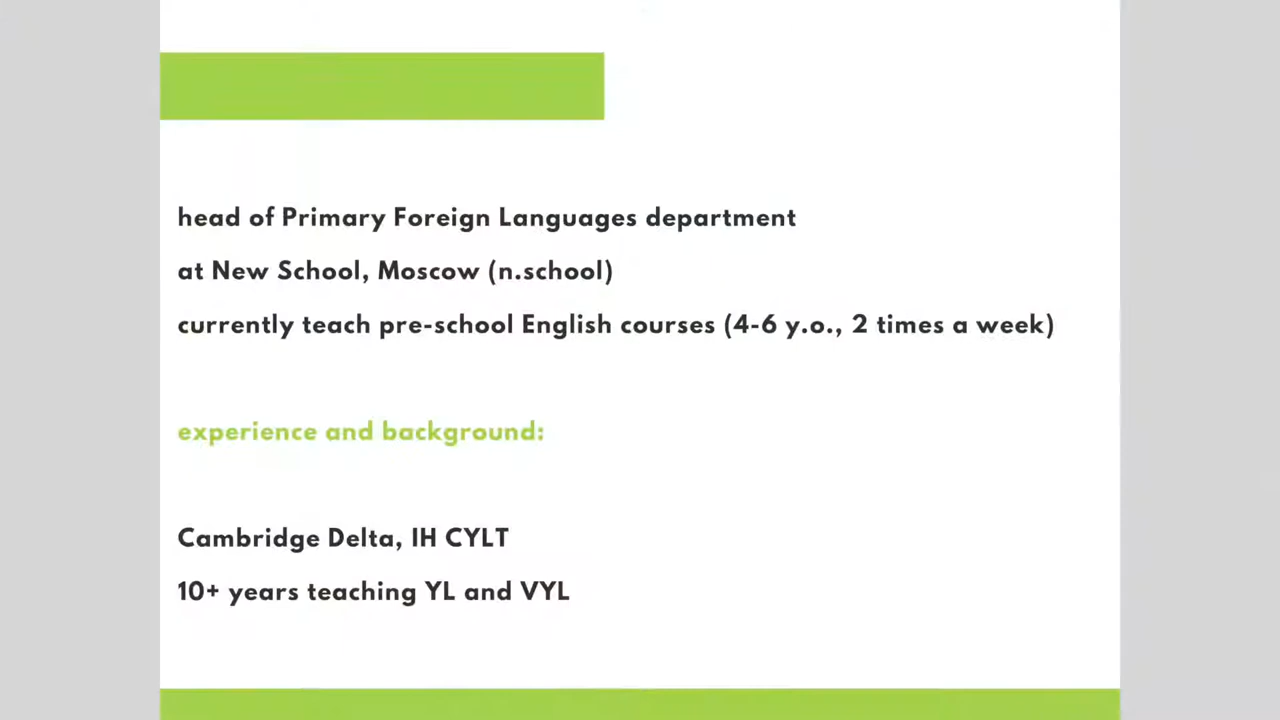 head of Primary Foreign Languages department
at New School, Moscow (n.school)
currently teach pre-school English courses (4-6 y.o., 2 times a week)
experience and background:
Cambridge Delta, IH CYLT
10+ years teaching YL and VYL